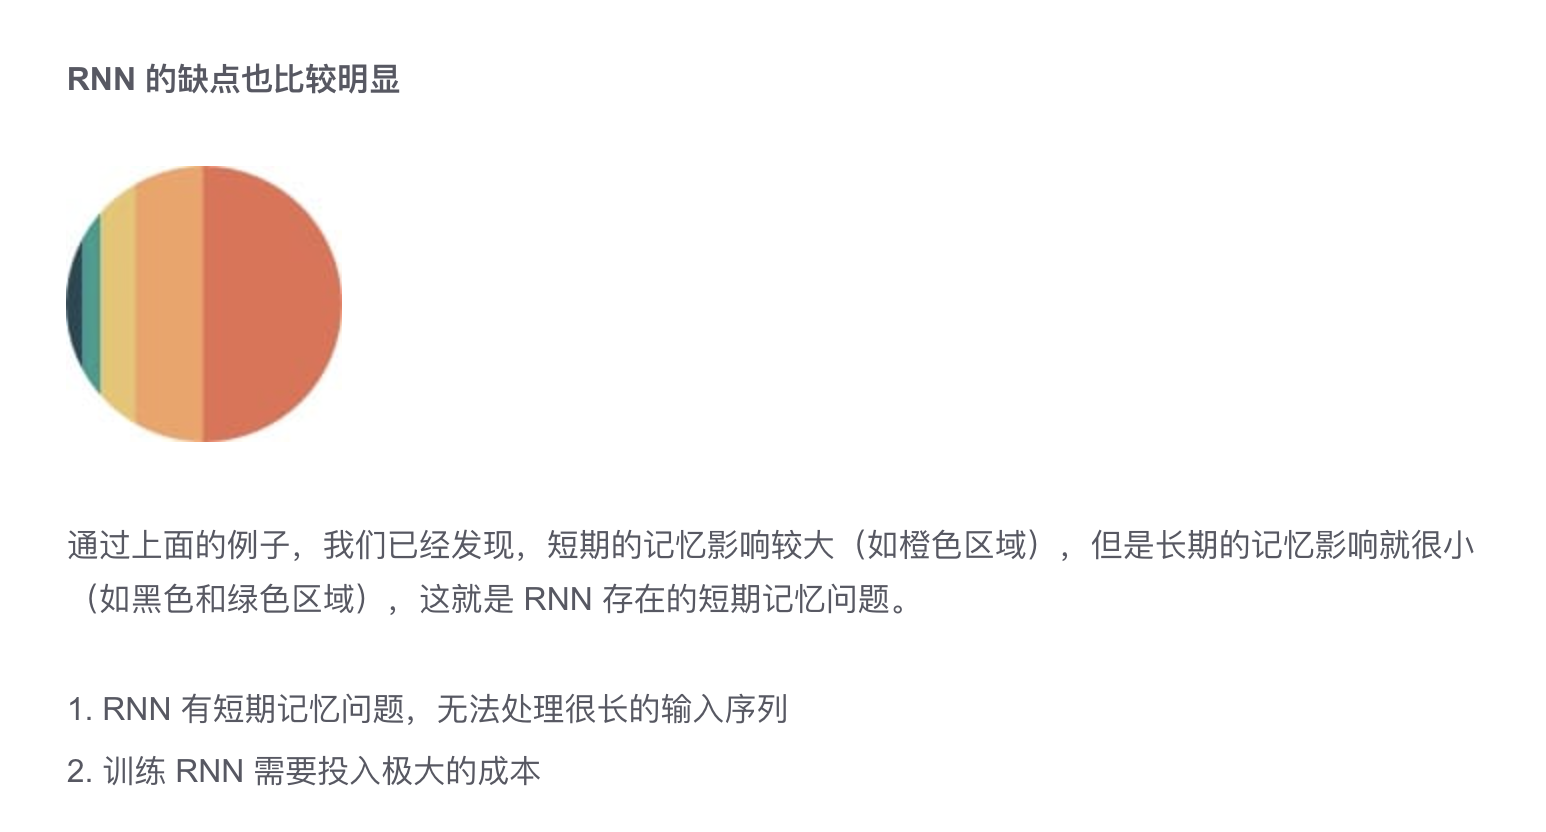 RNN 的缺点也比较明显
通过上面的例子，我们已经发现，短期的记忆影响较大（如橙色区域），但是长期的记忆影响就很小
（如黑色和绿色区域），这就是 RNN 存在的短期记忆问题。
1. RNN 有短期记忆问题，无法处理很长的输入序列
2. 训练 RNN 需要投入极大的成本